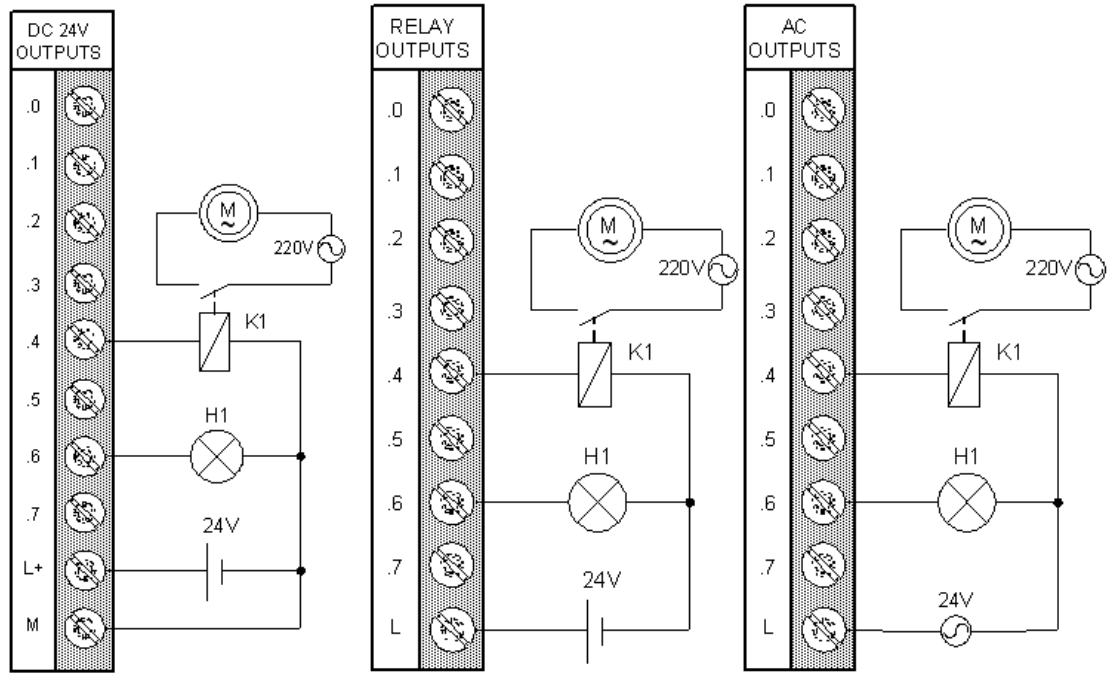 DC 24V
OUTPUTS
.0
.1
.2
.3
.4
.5
.6
.7
L+
M
M
~
220V
K1
H1
24V
RELAY
OUTPUTS
.0
.1
.2
.3
.4
.5
.6
.7
L
M
~
220V
K1
H1
24V
AC
OUTPUTS
.0
.1
.2
.3
.4
.5
.6
.7
L
M
~
220V
K1
H1
24V